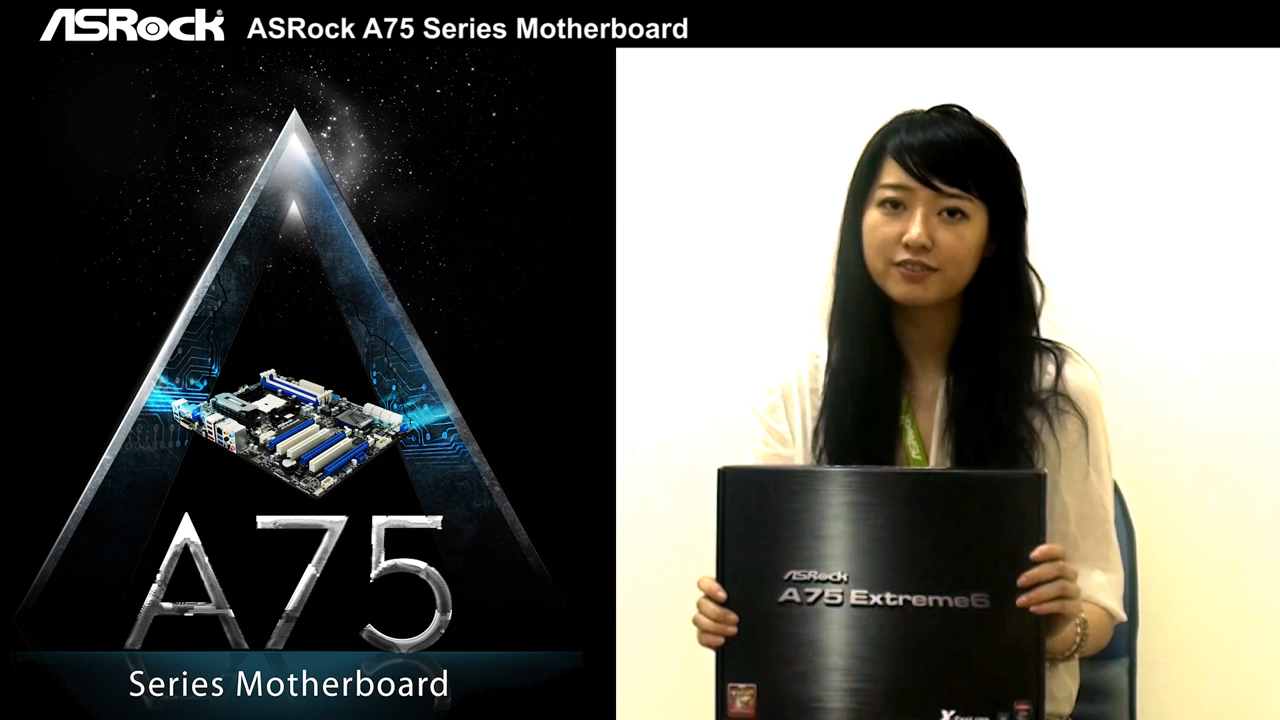 ASRock ASRock A75 Series Motherboard
A75
Series Motherboard
ASRock
A75 Extreme6